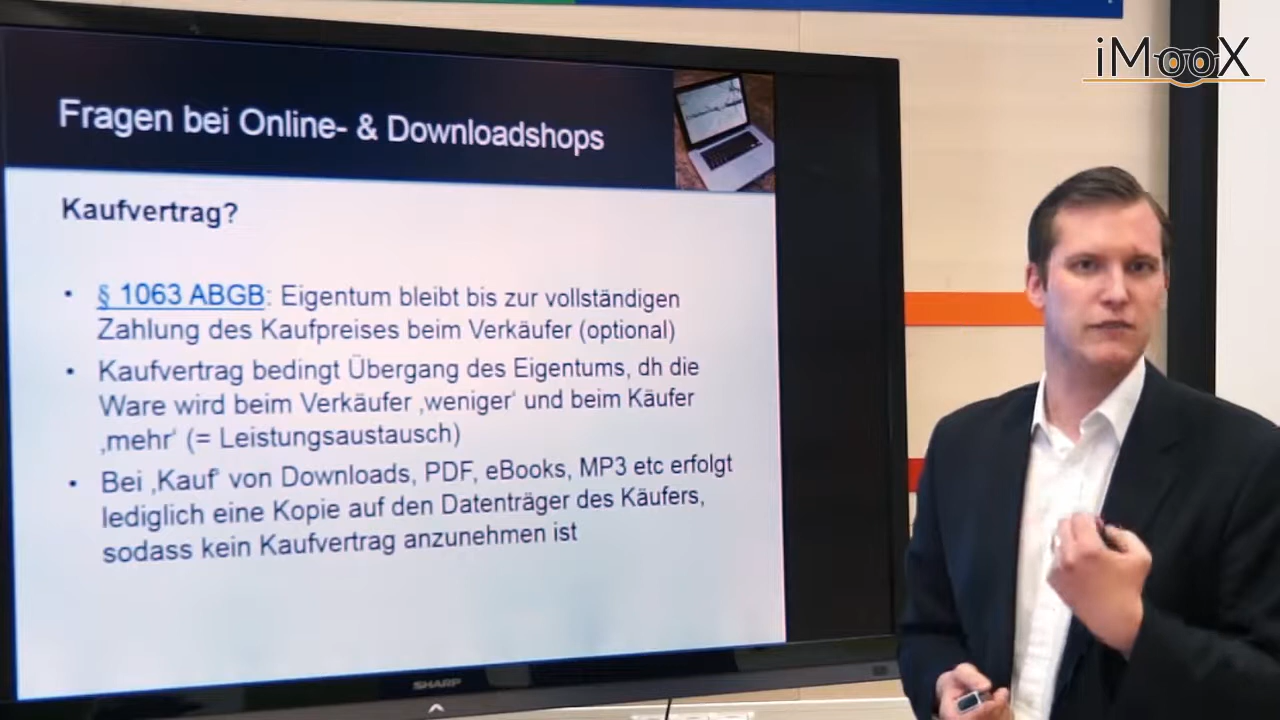 iMooX
Fragen bei Online- & Downloadshops
Kaufvertrag?
• § 1063 ABGB: Eigentum bleibt bis zur vollständigen
Zahlung des Kaufpreises beim Verkäufer (optional)
• Kaufvertrag bedingt Übergang des Eigentums, dh die
Ware wird beim Verkäufer ‚weniger‘ und beim Käufer
‚mehr‘ (= Leistungsaustausch)
• Bei ‚Kauf‘ von Downloads, PDF, eBooks, MP3 etc erfolgt
lediglich eine Kopie auf den Datenträger des Käufers,
sodass kein Kaufvertrag anzunehmen ist
SHARP